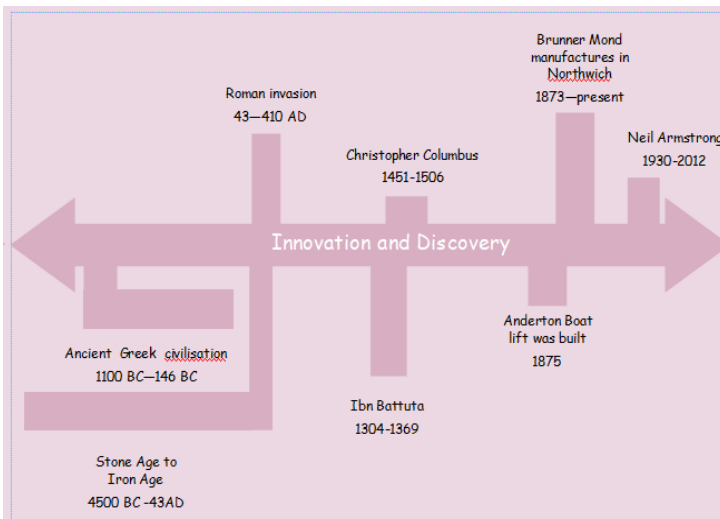 Brunner Mond
manufactures in
Northwich
1873—present
Roman invasion
43—410 AD
Neil Armstrong
1930-2012
Christopher Columbus
1451-1506
Innovation and Discovery
Anderton Boat
lift was built
1875
Ancient Greek civilisation
1100 BC—146 BC
Ibn Battuta
1304-1369
Stone Age to
Iron Age
4500 BC -43AD